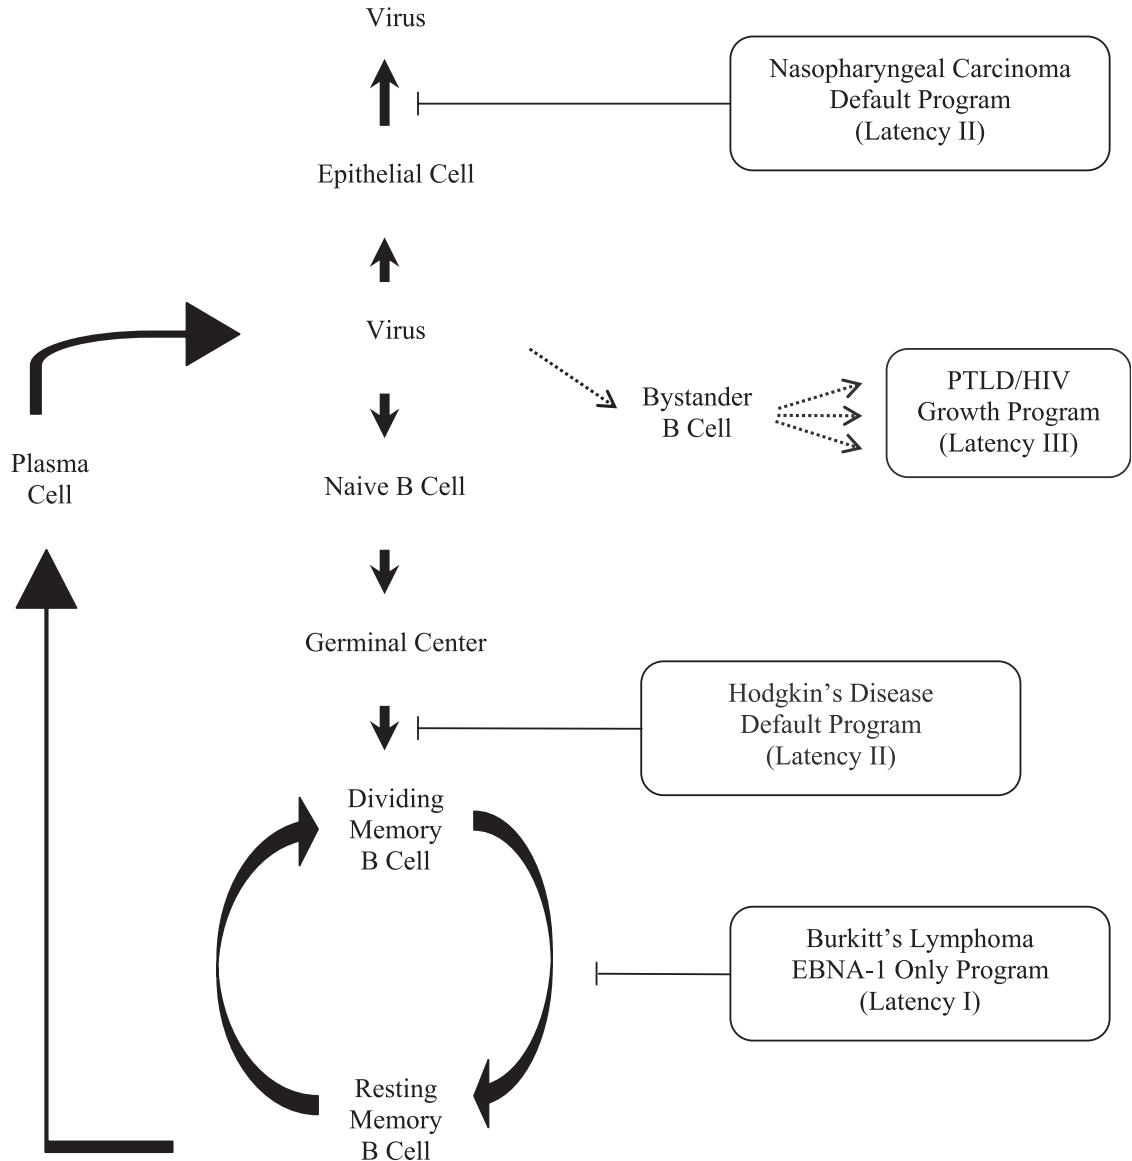 Virus
Nasopharyngeal Carcinoma
Default Program
(Latency II)
Epithelial Cell
Virus
Bystander
B Cell
PTLD/HIV
Growth Program
(Latency III)
Plasma
Cell
Naive B Cell
Germinal Center
Hodgkin’s Disease
Default Program
(Latency II)
Dividing
Memory
B Cell
Burkitt’s Lymphoma
EBNA-1 Only Program
(Latency I)
Resting
Memory
B Cell